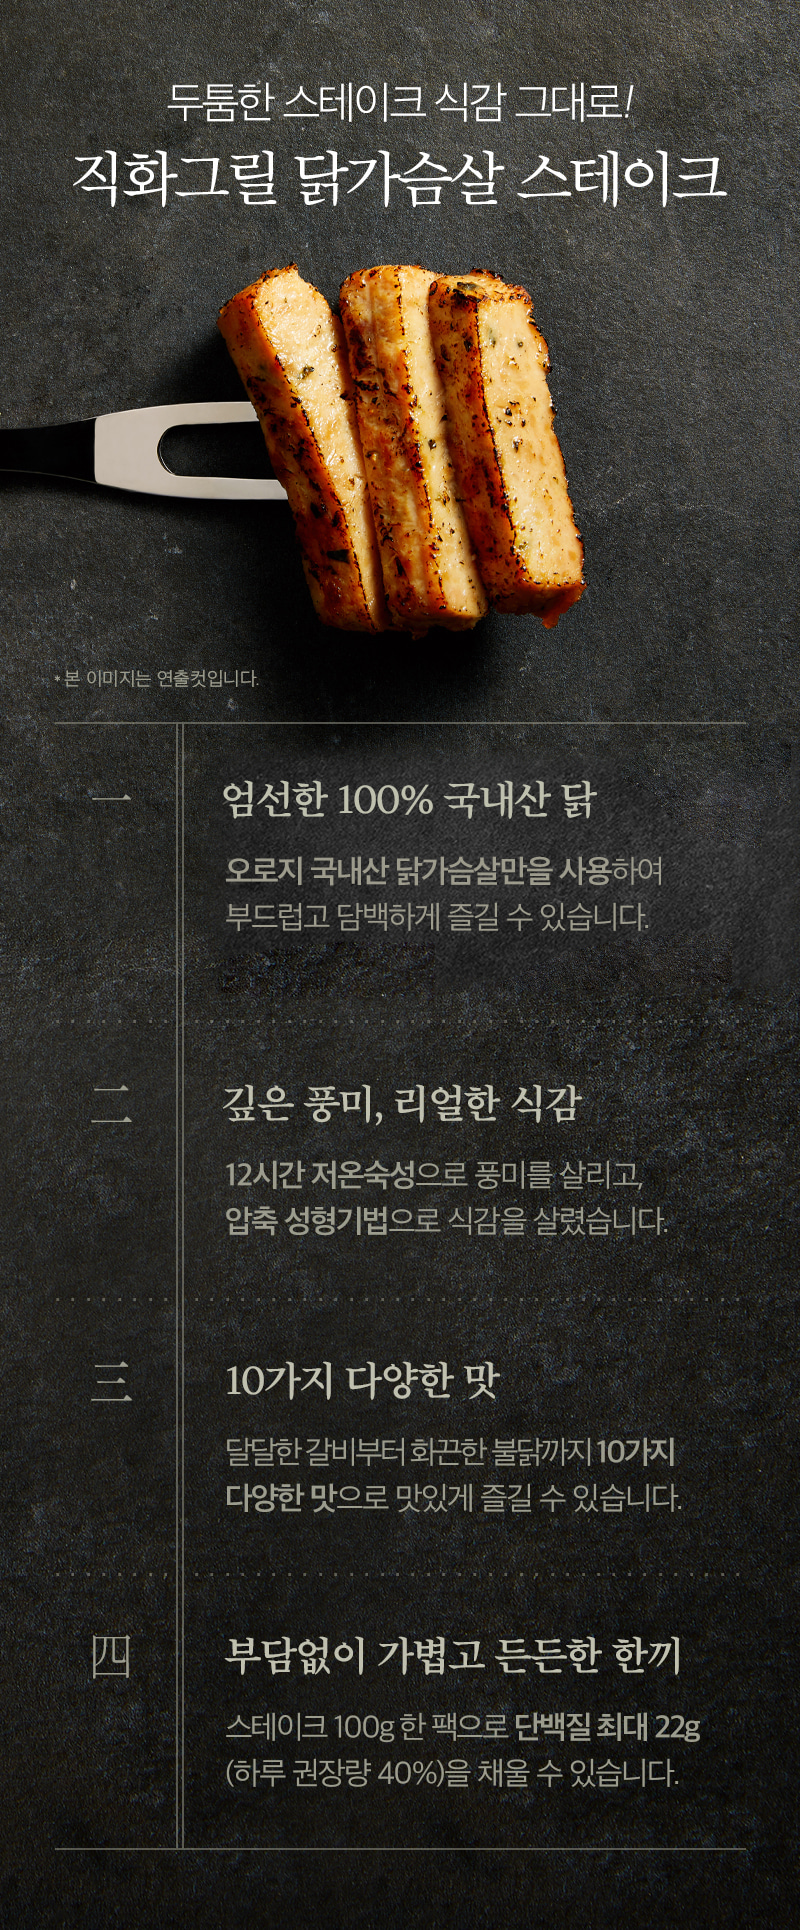 두툼한 스테이크 식감 그대로!
직화그릴 닭가슴살 스테이크
* 본 이미지는 연출컷입니다.
一
엄선한 100% 국내산 닭
오로지 국내산 닭가슴살만을 사용하여
부드럽고 담백하게 즐길 수 있습니다.
二
깊은 풍미, 리얼한 식감
12시간 저온숙성으로 풍미를 살리고,
압축 성형기법으로 식감을 살렸습니다.
三
10가지 다양한 맛
달달한 갈비부터 화끈한 불닭까지 10가지
다양한 맛으로 맛있게 즐길 수 있습니다.
四
부담없이 가볍고 든든한 한끼
스테이크 100g 한 팩으로 단백질 최대 22g
(하루 권장량 40%)을 채울 수 있습니다.